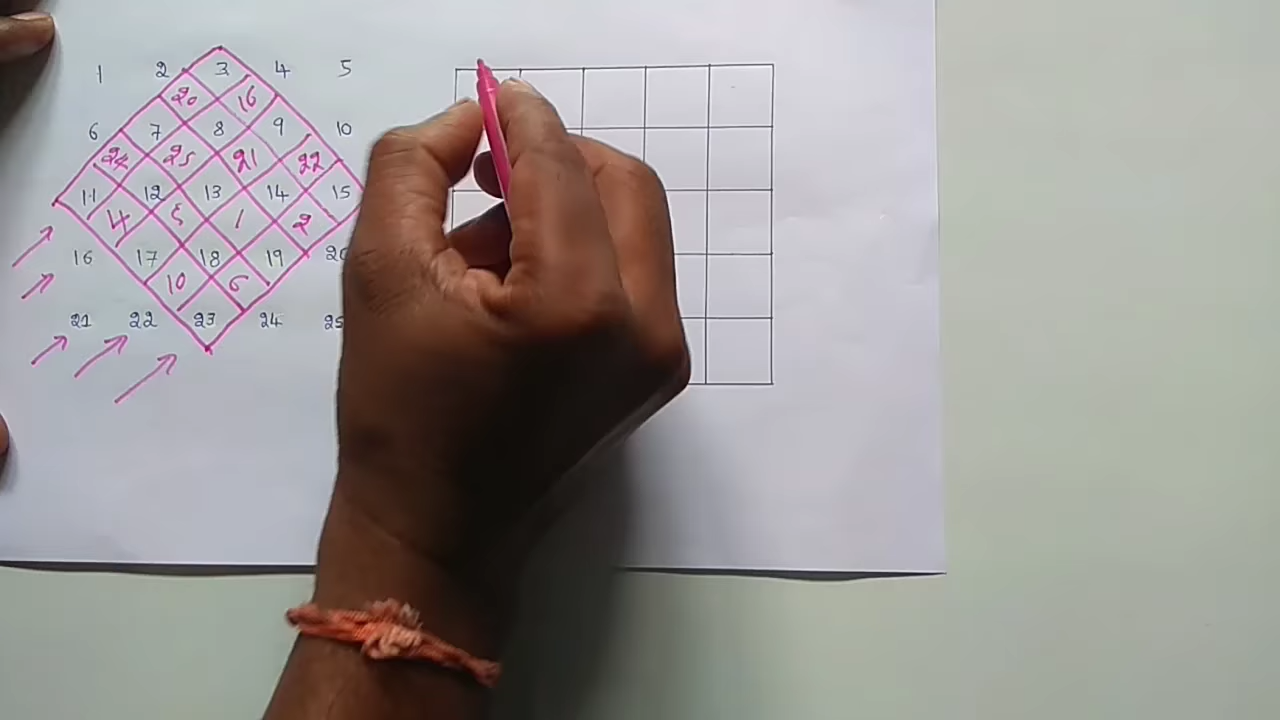 1 2 3 4 5
20 16
6 7 8 9 10
24 25 21 22
11 12 13 14 15
4 5 1 2
16 17 18 19
10 6
21 22 23 24 25